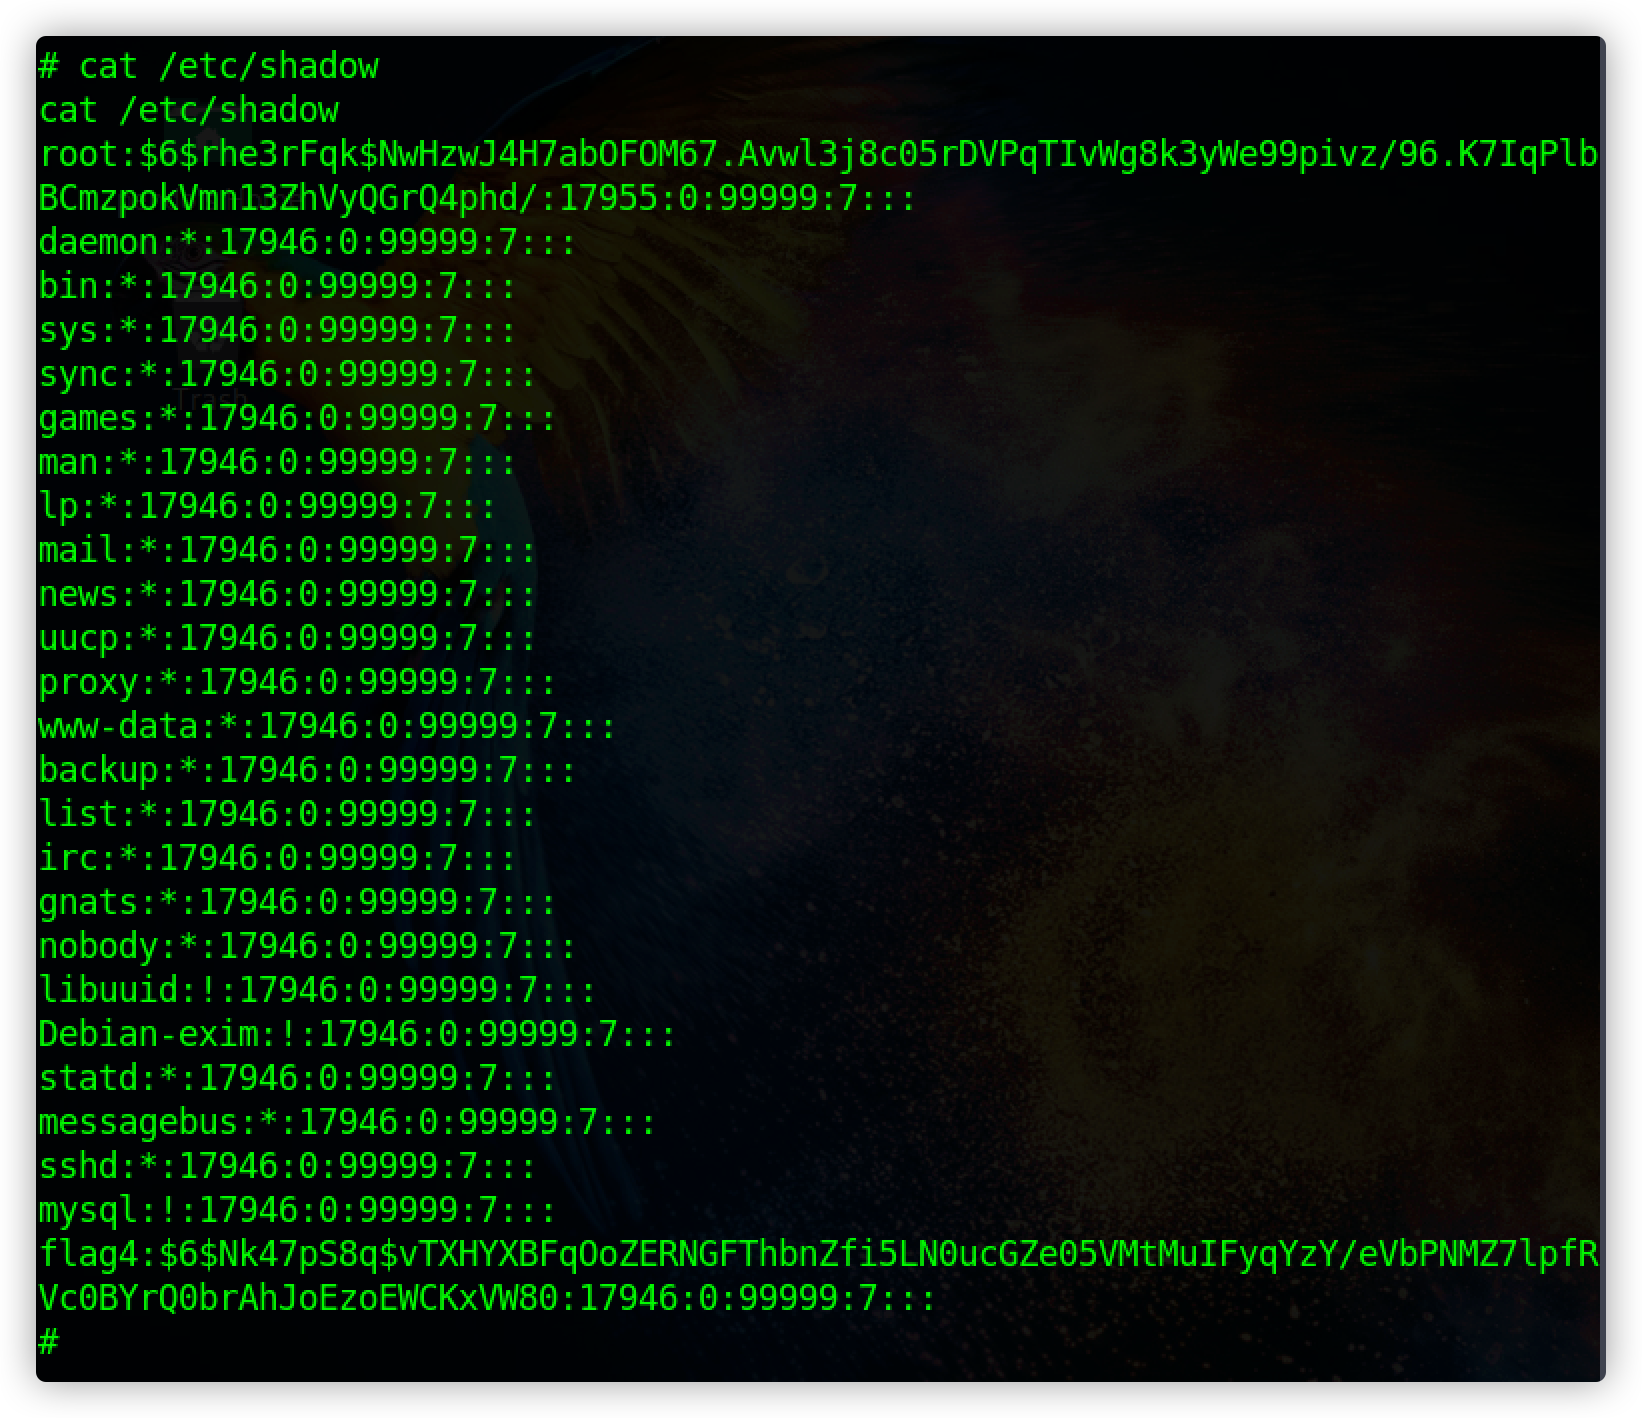 # cat /etc/shadow
cat /etc/shadow
root:$6$rhe3rFqk$NwHzwJ4H7abOFOM67.Avwl3j8c05rDVPqTIvWg8k3yWe99pivz/96.K7IqPlb
BCmzpokVmn13ZhVyQGrQ4phd/:17955:0:99999:7:::
daemon:*:17946:0:99999:7:::
bin:*:17946:0:99999:7:::
sys:*:17946:0:99999:7:::
sync:*:17946:0:99999:7:::
games:*:17946:0:99999:7:::
man:*:17946:0:99999:7:::
lp:*:17946:0:99999:7:::
mail:*:17946:0:99999:7:::
news:*:17946:0:99999:7:::
uucp:*:17946:0:99999:7:::
proxy:*:17946:0:99999:7:::
www-data:*:17946:0:99999:7:::
backup:*:17946:0:99999:7:::
list:*:17946:0:99999:7:::
irc:*:17946:0:99999:7:::
gnats:*:17946:0:99999:7:::
nobody:*:17946:0:99999:7:::
libuuid:!:17946:0:99999:7:::
Debian-exim:!:17946:0:99999:7:::
statd:*:17946:0:99999:7:::
messagebus:*:17946:0:99999:7:::
sshd:*:17946:0:99999:7:::
mysql:!:17946:0:99999:7:::
flag4:$6$Nk47pS8q$vTXHYXBFqOoZERNGFThbnZfi5LN0ucGZe05VMtMuIFyqYzY/eVbPNMZ7lpfR
Vc0BYrQ0brAhJoEzoEWCKxVW80:17946:0:99999:7:::
#
Trash